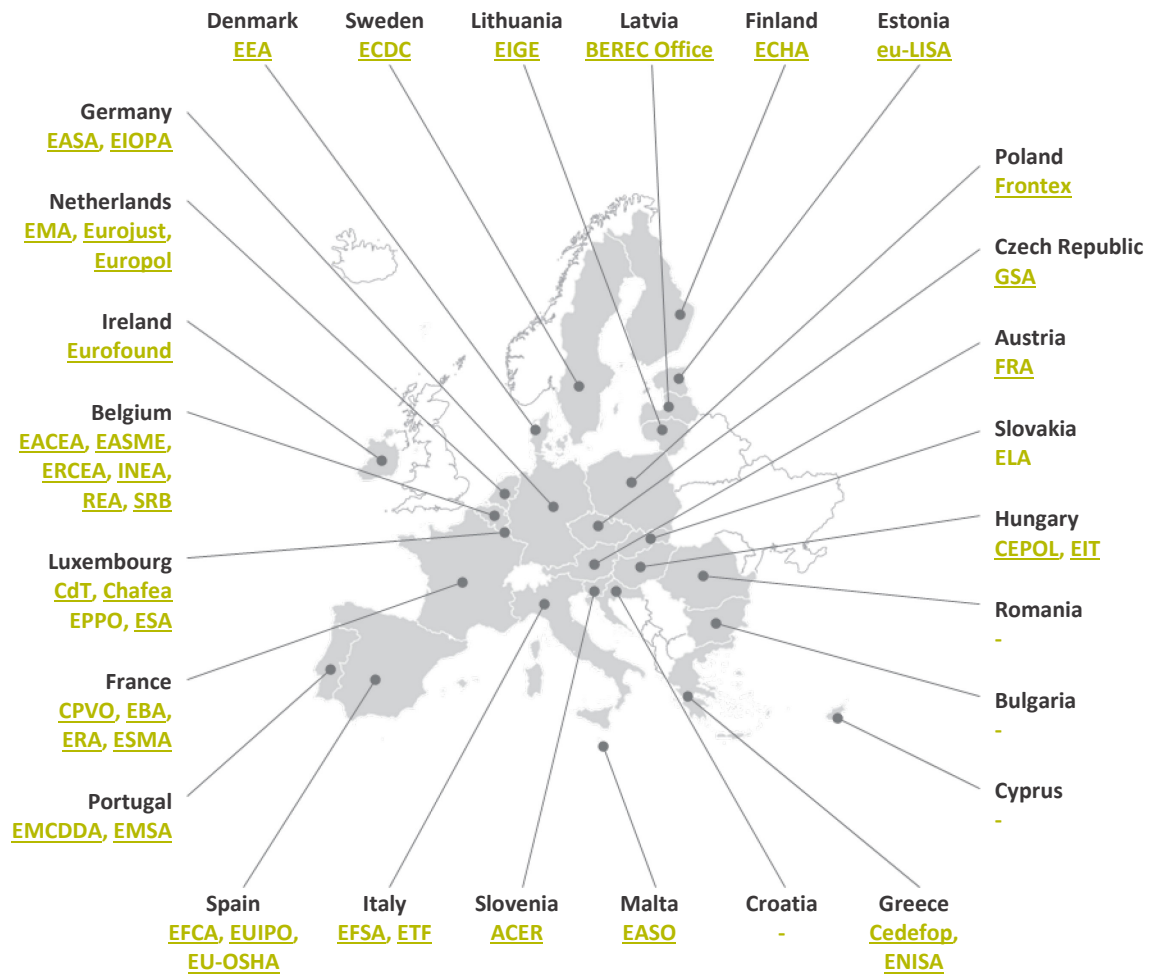 Denmark
EEA
Sweden
ECDC
Lithuania
EIGE
Latvia
BEREC Office
Finland
ECHA
Estonia
eu-LISA
Germany
EASA, EIOPA
Netherlands
EMA, Eurojust,
Europol
Ireland
Eurofound
Belgium
EACEA, EASME,
ERCEA, INEA,
REA, SRB
Luxembourg
CdT, Chafea
EPPO, ESA
France
CPVO, EBA,
ERA, ESMA
Portugal
EMCDDA, EMSA
Poland
Frontex
Czech Republic
GSA
Austria
FRA
Slovakia
ELA
Hungary
CEPOL, EIT
Romania
-
Bulgaria
-
Cyprus
-
Spain
EFCA, EUIPO,
EU-OSHA
Italy
EFSA, ETF
Slovenia
ACER
Malta
EASO
Croatia
-
Greece
Cedefop,
ENISA